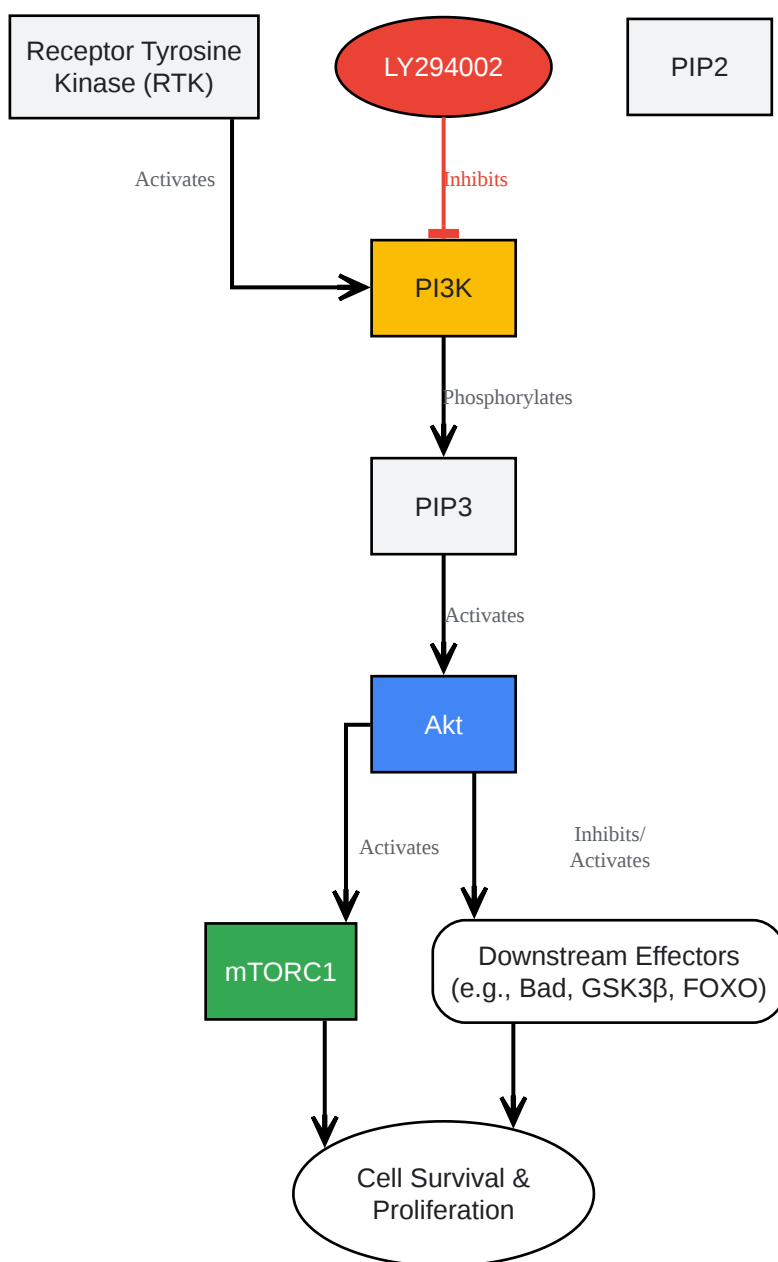 Receptor Tyrosine
Kinase (RTK)
LY294002
PIP2
Activates
Inhibits
PI3K
Phosphorylates
PIP3
Activates
Akt
Activates
Inhibits/
Activates
mTORC1
Downstream Effectors
(e.g., Bad, GSK3β, FOXO)
Cell Survival &
Proliferation